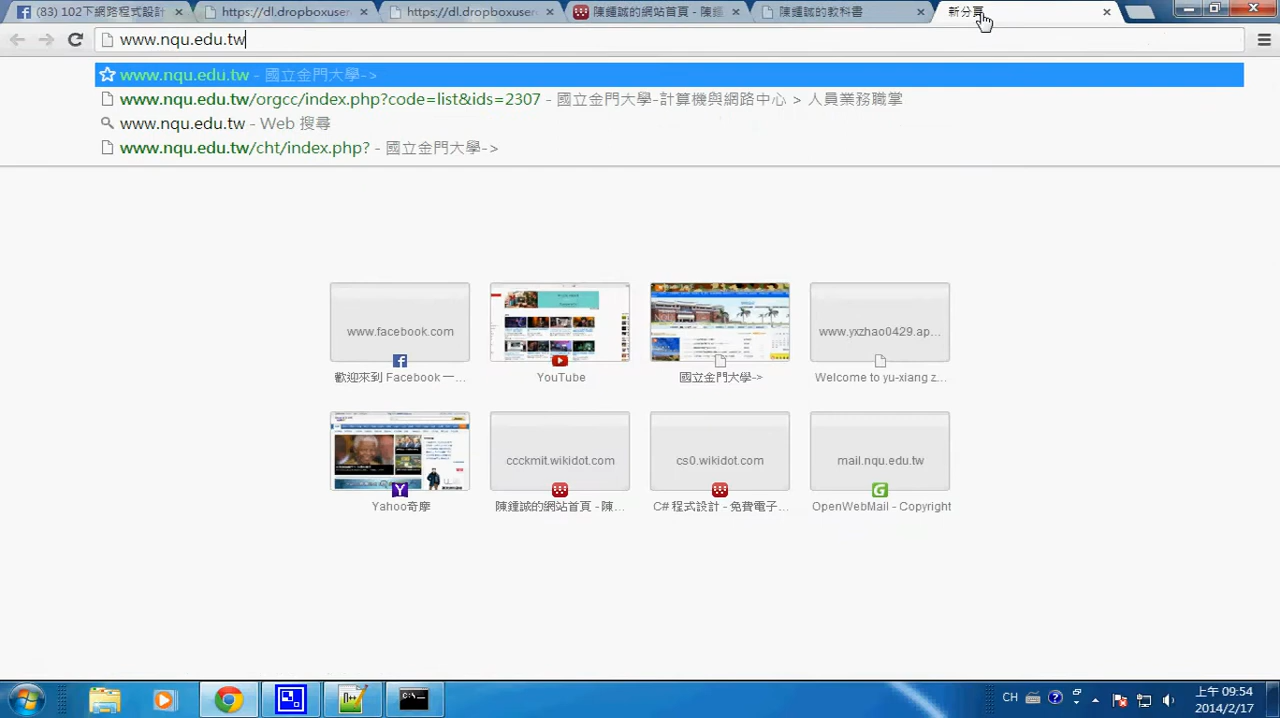 (83) 102下網路程式設計
https://dl.dropboxuser
https://dl.dropboxuser
陳鍾誠的網站首頁 - 陳鍾
陳鍾誠的教科書
新分頁
www.nqu.edu.tw
www.nqu.edu.tw - 國立金門大學->
www.nqu.edu.tw/orgcc/index.php?code=list&ids=2307 - 國立金門大學-計算機與網路中心 > 人員業務職掌
www.nqu.edu.tw - Web 搜尋
www.nqu.edu.tw/cht/index.php? - 國立金門大學->
www.facebook.com
www.yxzhao0429.ap...
歡迎來到 Facebook 一...
YouTube
國立金門大學->
Welcome to yu-xiang z...
ccckmit.wikidot.com
cs0.wikidot.com
mail.nqu.edu.tw
Yahoo奇摩
陳鍾誠的網站首頁 - 陳...
C# 程式設計 - 免費電子...
OpenWebMail - Copyright
CH
上午 09:54
2014/2/17